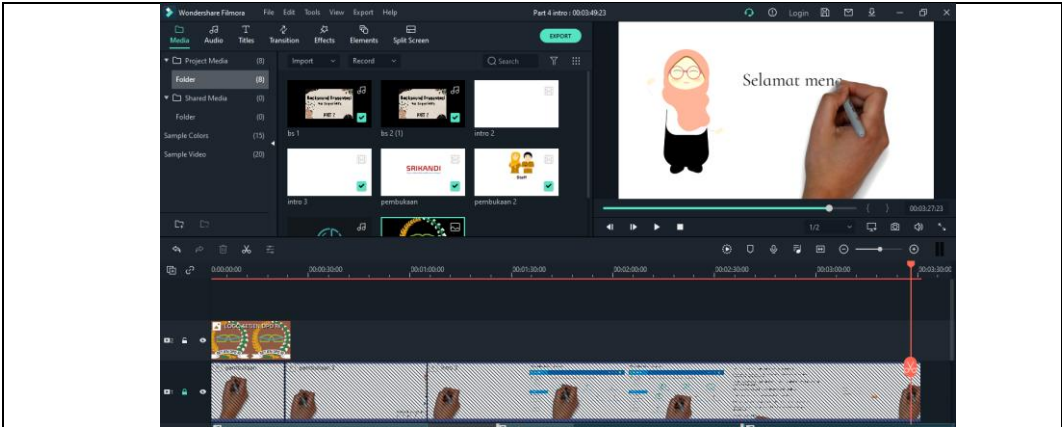 Wondershare Filmora File Edit Tools View Export Help Part 4 intro : 00:03:49:23 Login
Media Audio Titles Transition Effects Elements Split Screen EXPORT
Project Media (8) Import Record Search
Folder (8)
Shared Media (0)
Folder (0)
Sample Colors (15)
Sample Video (20)
bs 1 bs 2 (1) intro 2
SRIKANDI
intro 3 pembukaan pembukaan 2
Selamat meng
00:03:27:23
1/2
0:00:00:00 00:00:30:00 00:01:00:00 00:01:30:00 00:02:00:00 00:02:30:00 00:03:00:00 00:03:30:00
pembukaan pembukaan 2 intro 2